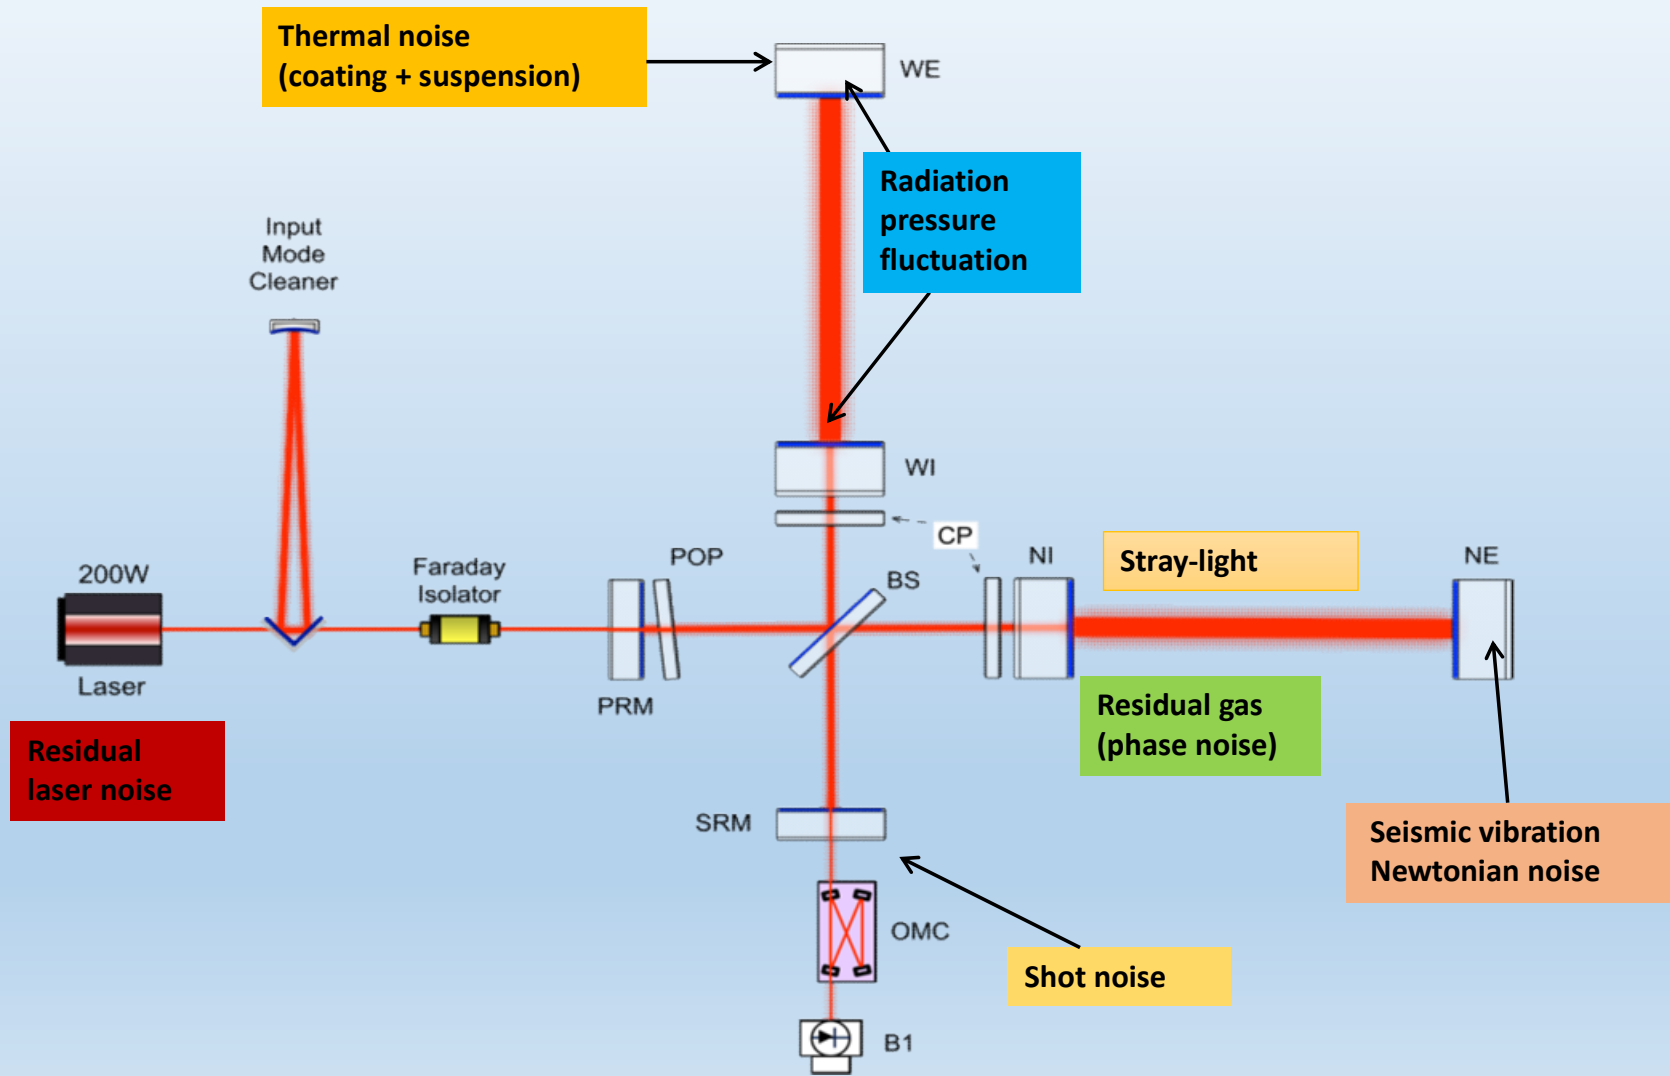 Thermal noise
(coating + suspension)
WE
Radiation
pressure
fluctuation
Input
Mode
Cleaner
WI
CP
NI
Stray-light
NE
200W
Faraday
Isolator
POP
BS
Laser
PRM
Residual gas
(phase noise)
Residual
laser noise
SRM
Seismic vibration
Newtonian noise
OMC
Shot noise
B1